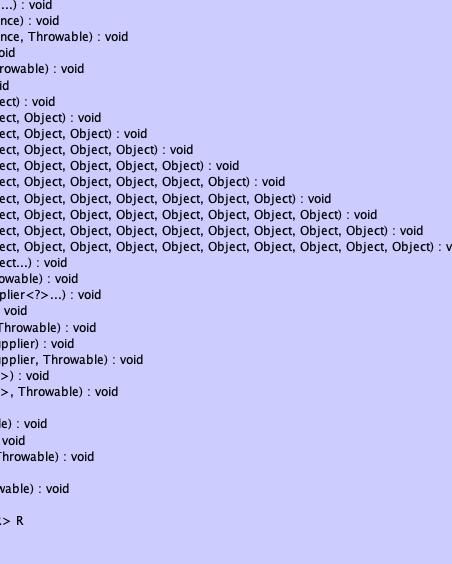 ...) : void
nce) : void
nce, Throwable) : void
oid
rowable) : void
id
ect) : void
ect, Object) : void
ect, Object, Object) : void
ect, Object, Object, Object) : void
ect, Object, Object, Object, Object) : void
ect, Object, Object, Object, Object, Object) : void
ect, Object, Object, Object, Object, Object, Object) : void
ect, Object, Object, Object, Object, Object, Object, Object) : void
ect, Object, Object, Object, Object, Object, Object, Object, Object) : void
ect, Object, Object, Object, Object, Object, Object, Object, Object, Object) : v
ect...) : void
owable) : void
plier<?>...) : void
void
Throwable) : void
upplier) : void
upplier, Throwable) : void
>) : void
>, Throwable) : void
le) : void
void
Throwable) : void
wable) : void
> R